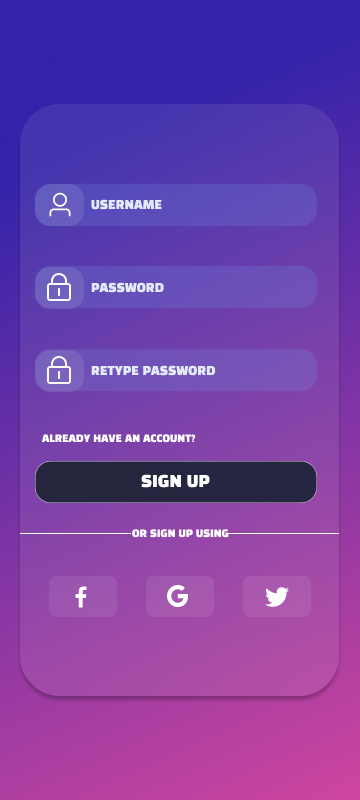 USERNAME
PASSWORD
RETYPE PASSWORD
ALREADY HAVE AN ACCOUNT?
SIGN UP
OR SIGN UP USING